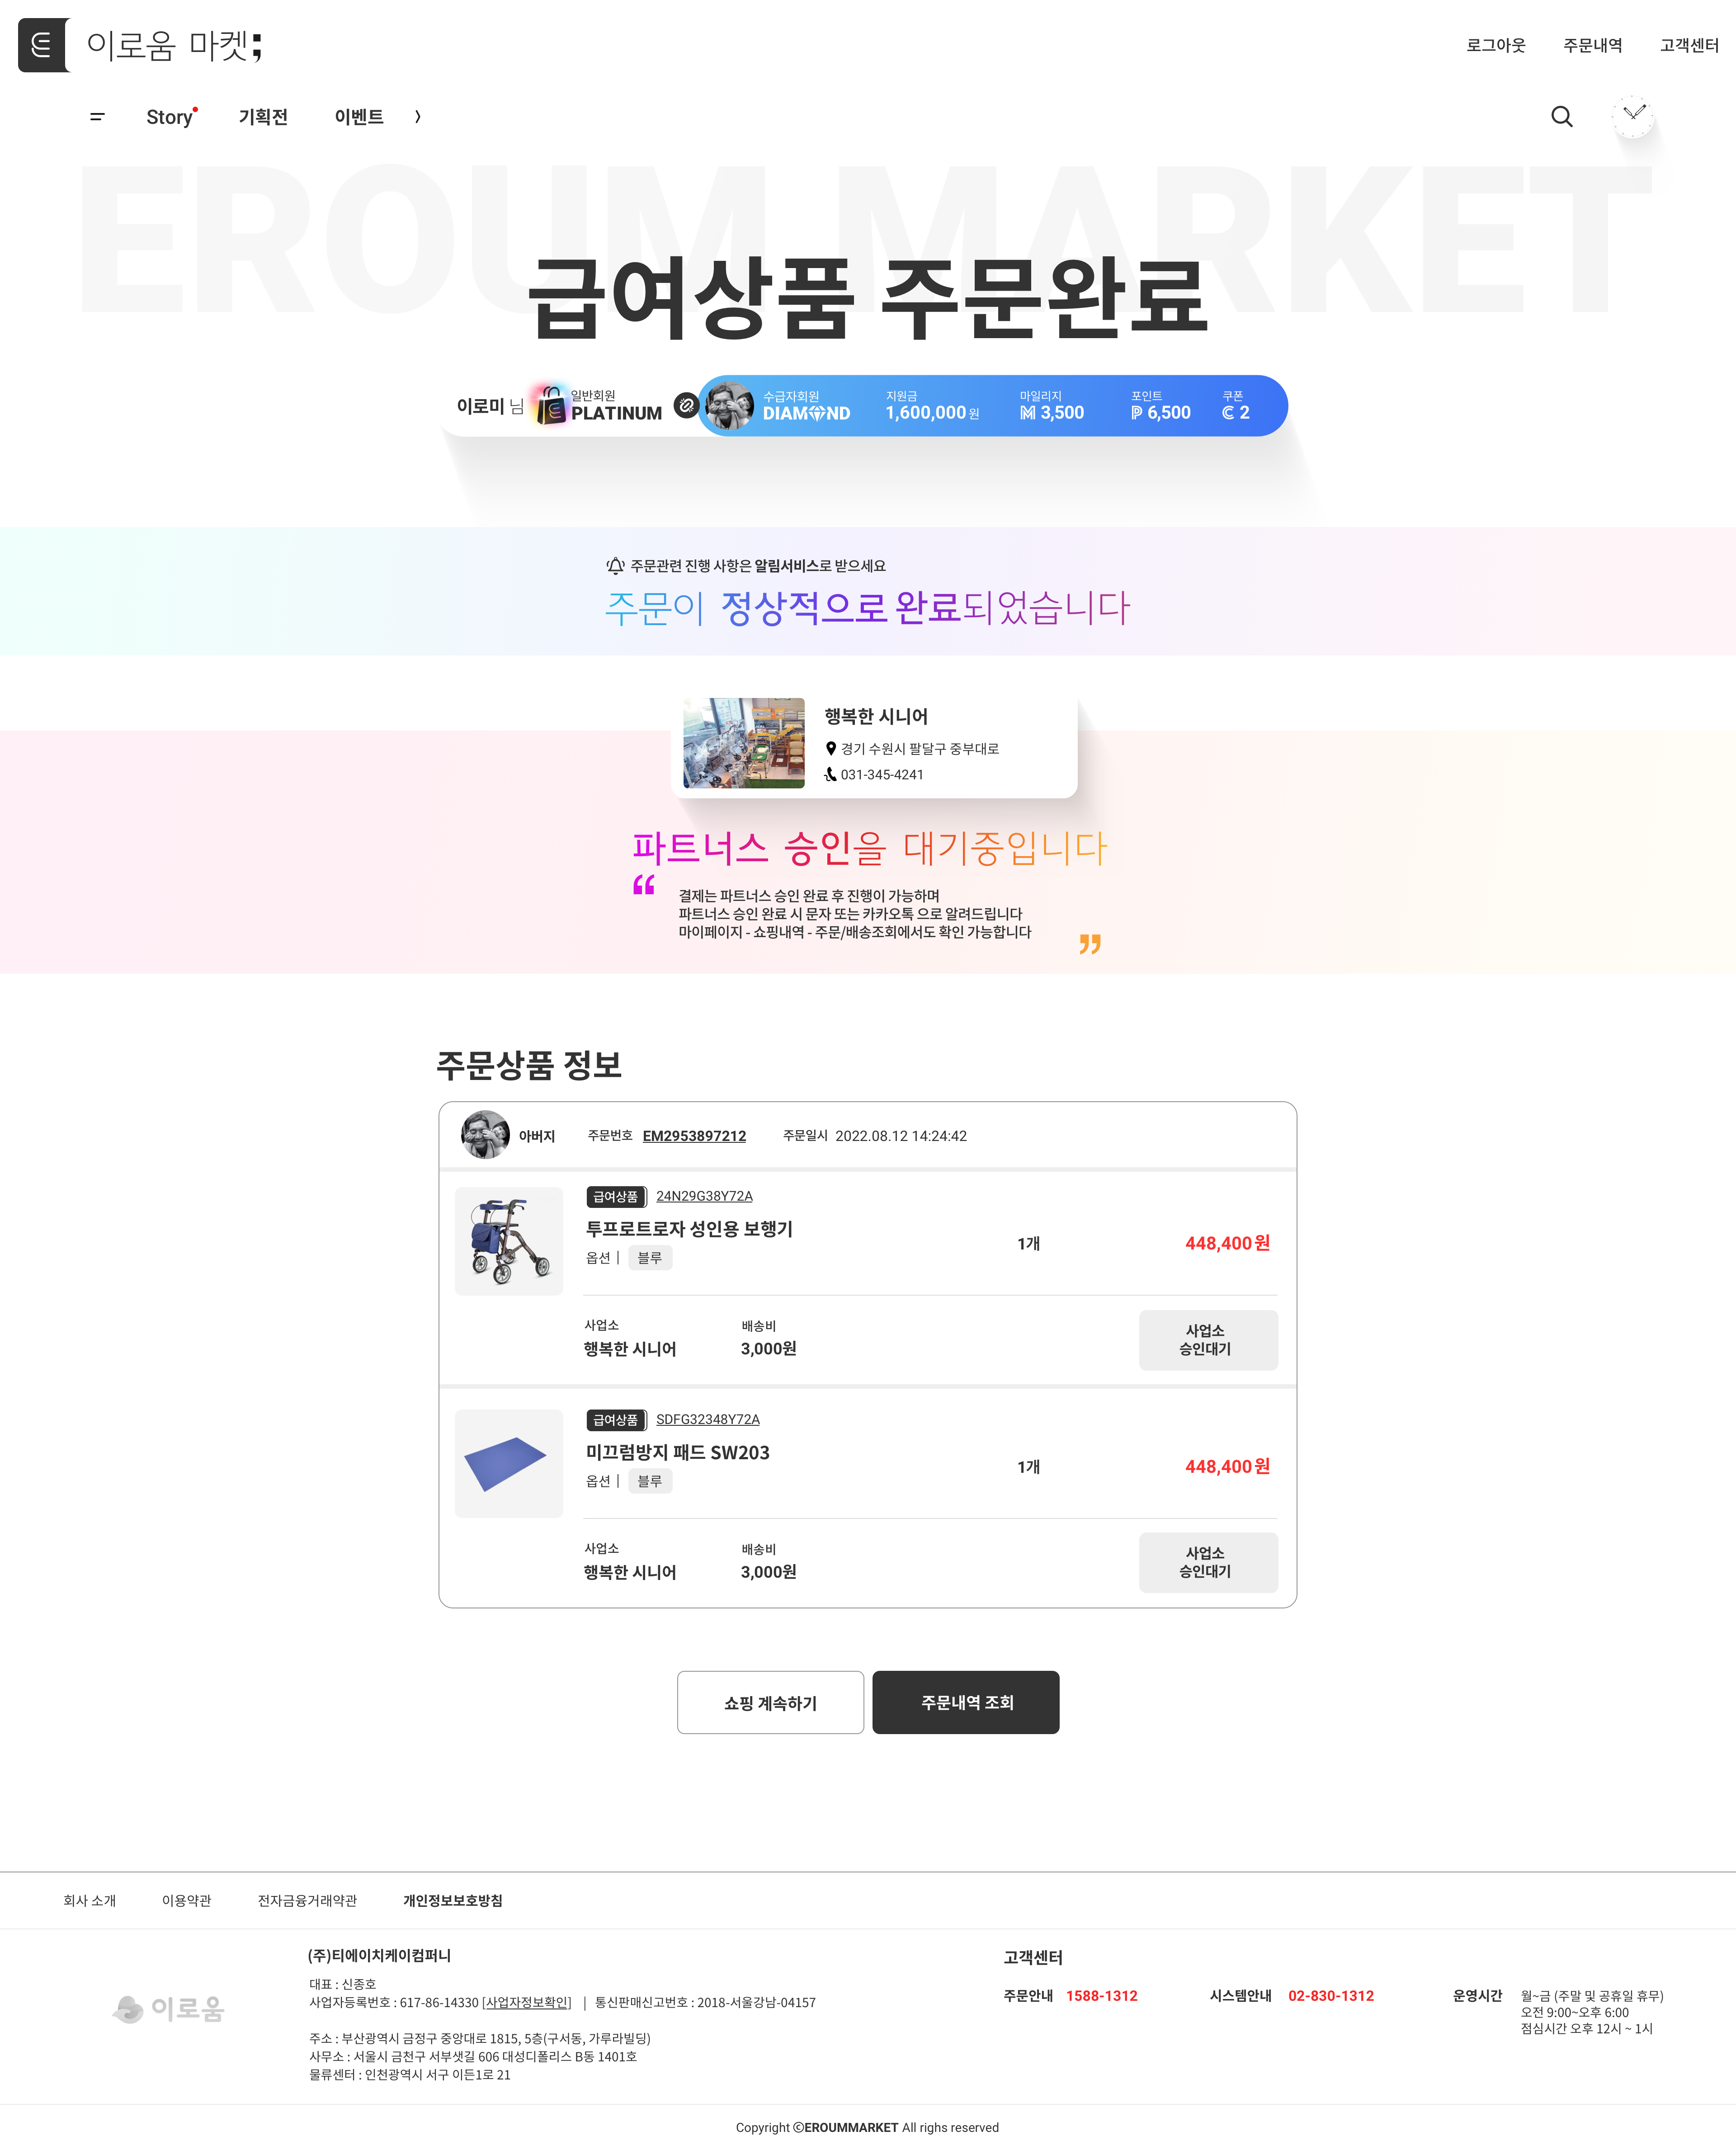 이로움 마켓;
로그아웃 주문내역 고객센터
Story 기획전 이벤트
EROUM MARKET
급여상품 주문완료
이로미 님
일반회원
PLATINUM
수급자회원
DIAMOND
지원금
1,600,000 원
마일리지
M 3,500
포인트
P 6,500
쿠폰
C 2
주문관련 진행 사항은 알림서비스로 받으세요
주문이 정상적으로 완료되었습니다
행복한 시니어
경기 수원시 팔달구 중부대로
031-345-4241
파트너스 승인을 대기중입니다
“
결제는 파트너스 승인 완료 후 진행이 가능하며
파트너스 승인 완료 시 문자 또는 카카오톡 으로 알려드립니다
마이페이지 - 쇼핑내역 - 주문/배송조회에서도 확인 가능합니다
”
주문상품 정보
아버지 주문번호 EM2953897212 주문일시 2022.08.12 14:24:42
급여상품 24N29G38Y72A
투프로트로자 성인용 보행기
옵션 | 블루
1개
448,400원
사업소
행복한 시니어
배송비
3,000원
사업소
승인대기
급여상품 SDFG32348Y72A
미끄럼방지 패드 SW203
옵션 | 블루
1개
448,400원
사업소
행복한 시니어
배송비
3,000원
사업소
승인대기
쇼핑 계속하기
주문내역 조회
회사 소개 이용약관 전자금융거래약관 개인정보보호방침
이로움
(주)티에이치케이컴퍼니
대표 : 신종호
사업자등록번호 : 617-86-14330 [사업자정보확인] | 통신판매신고번호 : 2018-서울강남-04157
주소 : 부산광역시 금정구 중앙대로 1815, 5층(구서동, 가루라빌딩)
사무소 : 서울시 금천구 서부샛길 606 대성디폴리스 B동 1401호
물류센터 : 인천광역시 서구 이든1로 21
고객센터
주문안내 1588-1312
시스템안내 02-830-1312
운영시간 월~금 (주말 및 공휴일 휴무)
오전 9:00~오후 6:00
점심시간 오후 12시 ~ 1시
Copyright ⓒEROUMMARKET All righs reserved